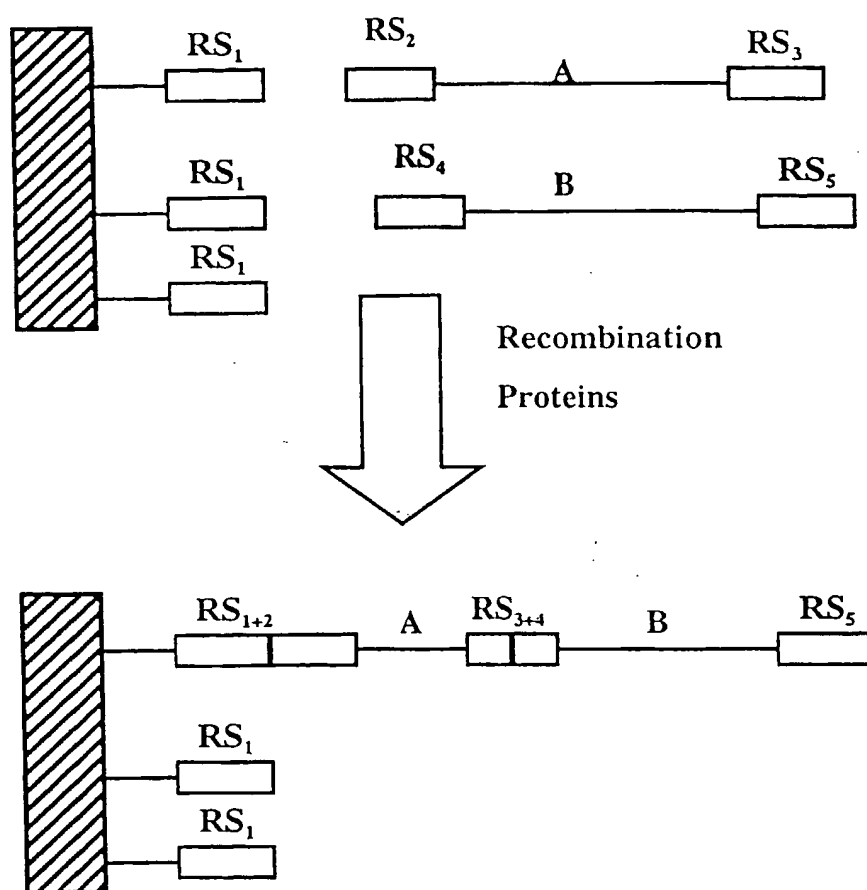 RS₁ RS₂ A RS₃
RS₁ RS₄ B RS₅
RS₁
Recombination
Proteins
RS₁₊₂ A RS₃₊₄ B RS₅
RS₁
RS₁